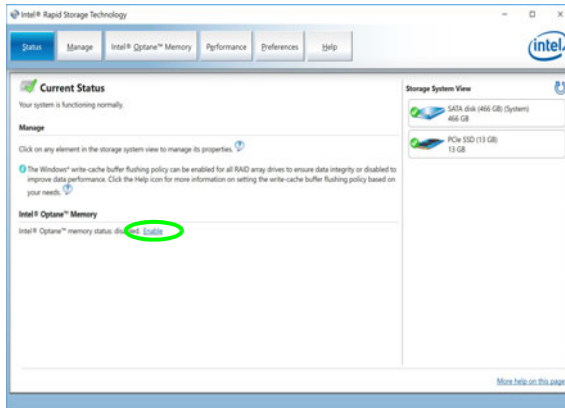 Intel® Rapid Storage Technology
Status
Manage
Intel® Optane™ Memory
Performance
Preferences
Help
intel
Current Status
Your system is functioning normally.
Manage
Click on any element in the storage system view to manage its properties.
The Windows* write-cache buffer flushing policy can be enabled for all RAID array drives to ensure data integrity or disabled to
improve data performance. Click the Help icon for more information on setting the write-cache buffer flushing policy based on
your needs.
Intel® Optane™ Memory
Intel® Optane™ memory status: disabled. Enable
Storage System View
SATA disk (466 GB) (System)
466 GB
PCIe SSD (13 GB)
13 GB
More help on this page